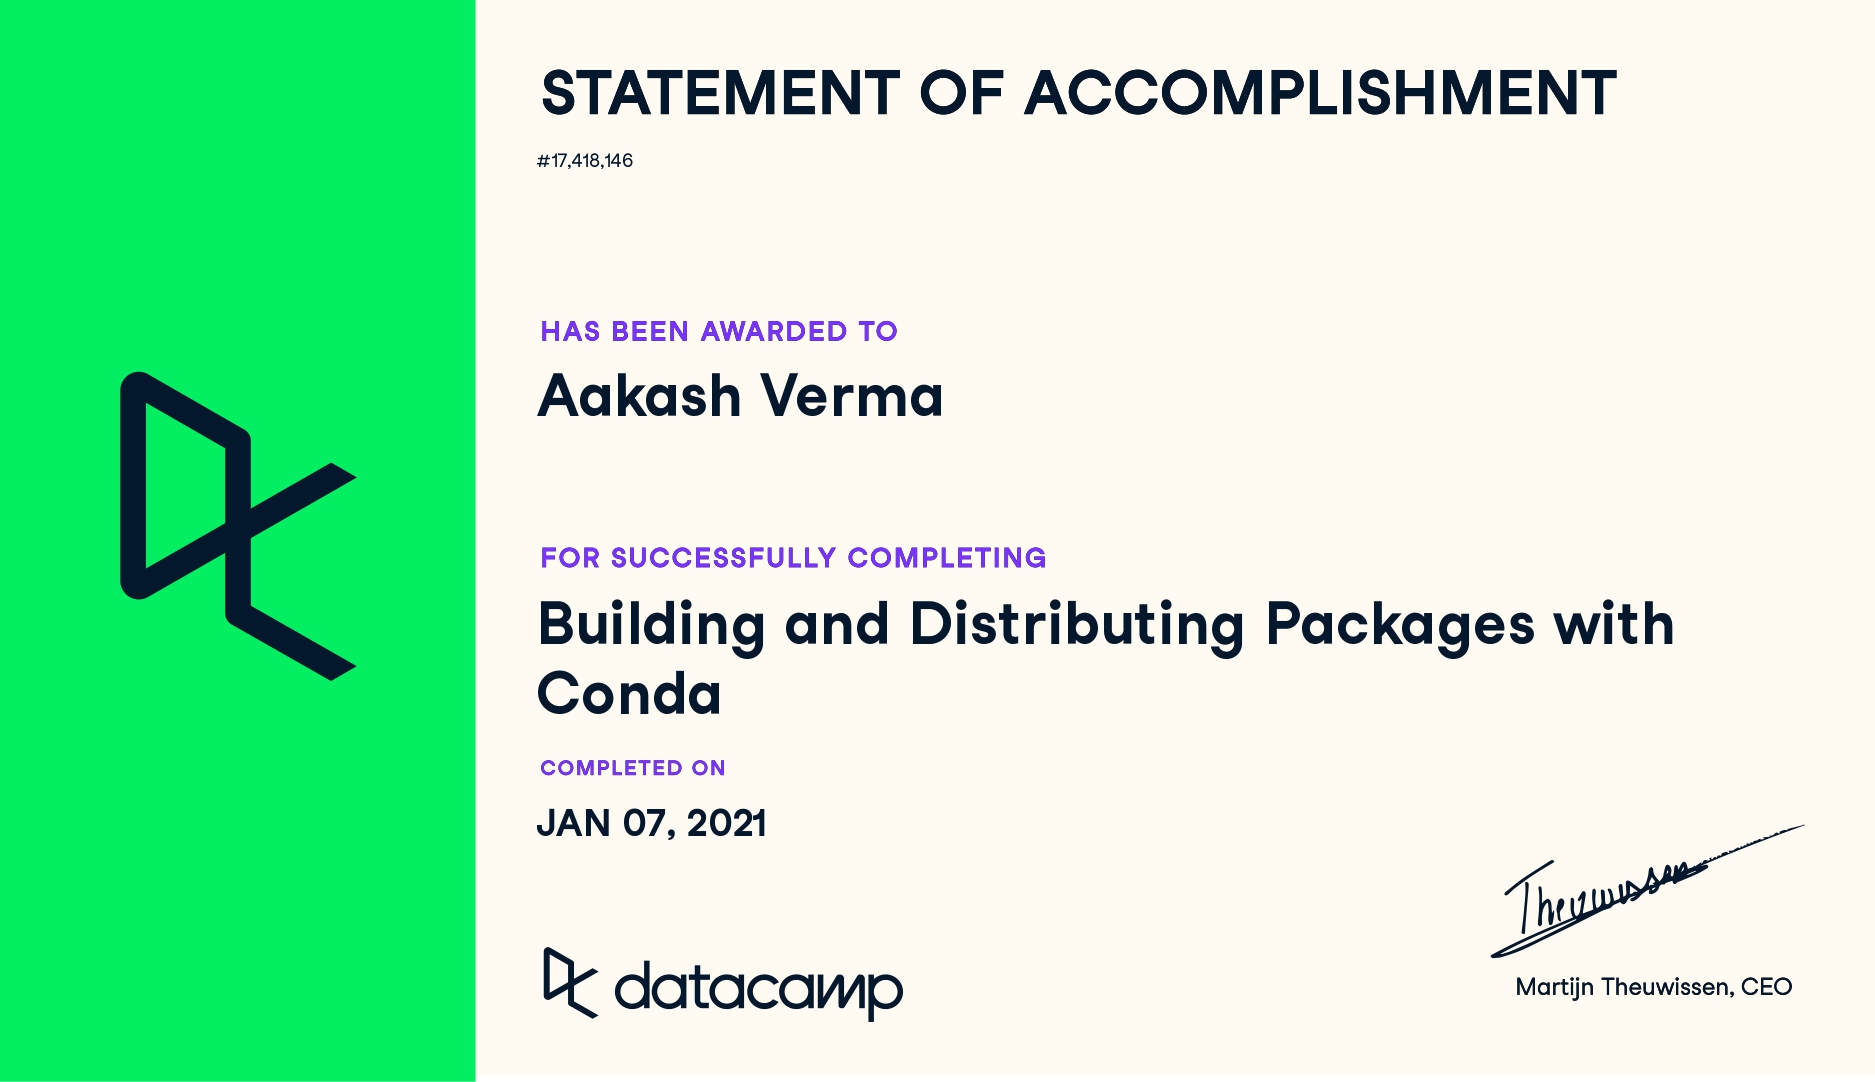 STATEMENT OF ACCOMPLISHMENT
#17,418,146
HAS BEEN AWARDED TO
Aakash Verma
FOR SUCCESSFULLY COMPLETING
Building and Distributing Packages with
Conda
COMPLETED ON
JAN 07, 2021
Theuwissen
datacamp
Martijn Theuwissen, CEO